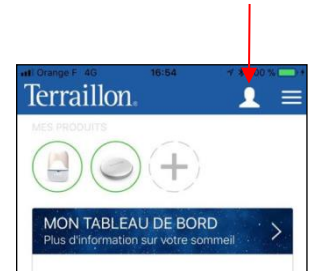 Orange F 4G 16:54 00 %
Terraillon.
MES PRODUITS
MON TABLEAU DE BORD
Plus d'information sur votre sommeil